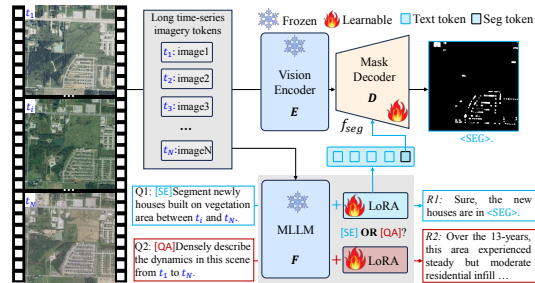 t1
ti
tN
Long time-series
imagery tokens
t1: image1
t2: image2
t3: image3
...
tN:imageN
Frozen
Learnable
Text token
Seg token
Vision
Encoder
E
Mask
Decoder
D
fseg
<SEG>.
Q1: [SE]Segment newly
houses built on vegetation
area between ti and tN.
Q2: [QA]Densely describe
the dynamics in this scene
from t1 to tN.
MLLM
F
+
LoRA
[SE] OR [QA]?
+
LoRA
R1: Sure, the new
houses are in <SEG>.
R2: Over the 13-years,
this area experienced
steady but moderate
residential infill ...